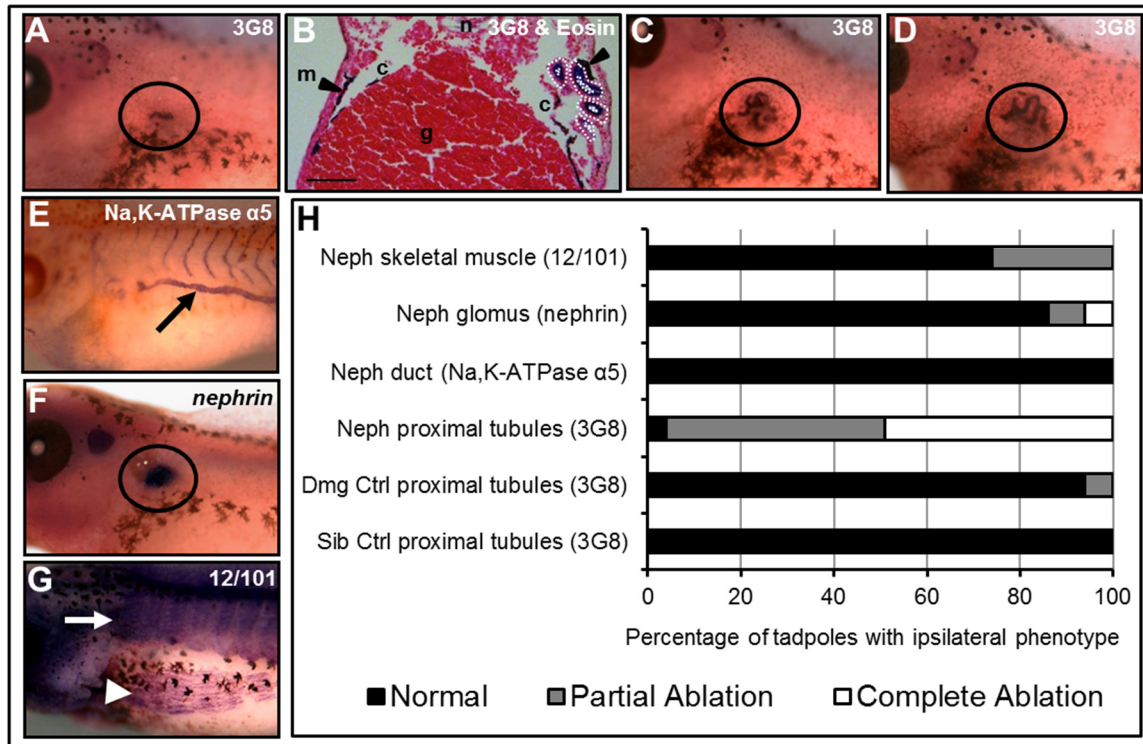 A
3G8
B
3G8 & Eosin
n
m
c
c
g
C
3G8
D
3G8
E
Na,K-ATPase α5
F
nephrin
G
12/101
H
Neph skeletal muscle (12/101)
Neph glomus (nephrin)
Neph duct (Na,K-ATPase α5)
Neph proximal tubules (3G8)
Dmg Ctrl proximal tubules (3G8)
Sib Ctrl proximal tubules (3G8)
0 20 40 60 80 100
Percentage of tadpoles with ipsilateral phenotype
Normal Partial Ablation Complete Ablation